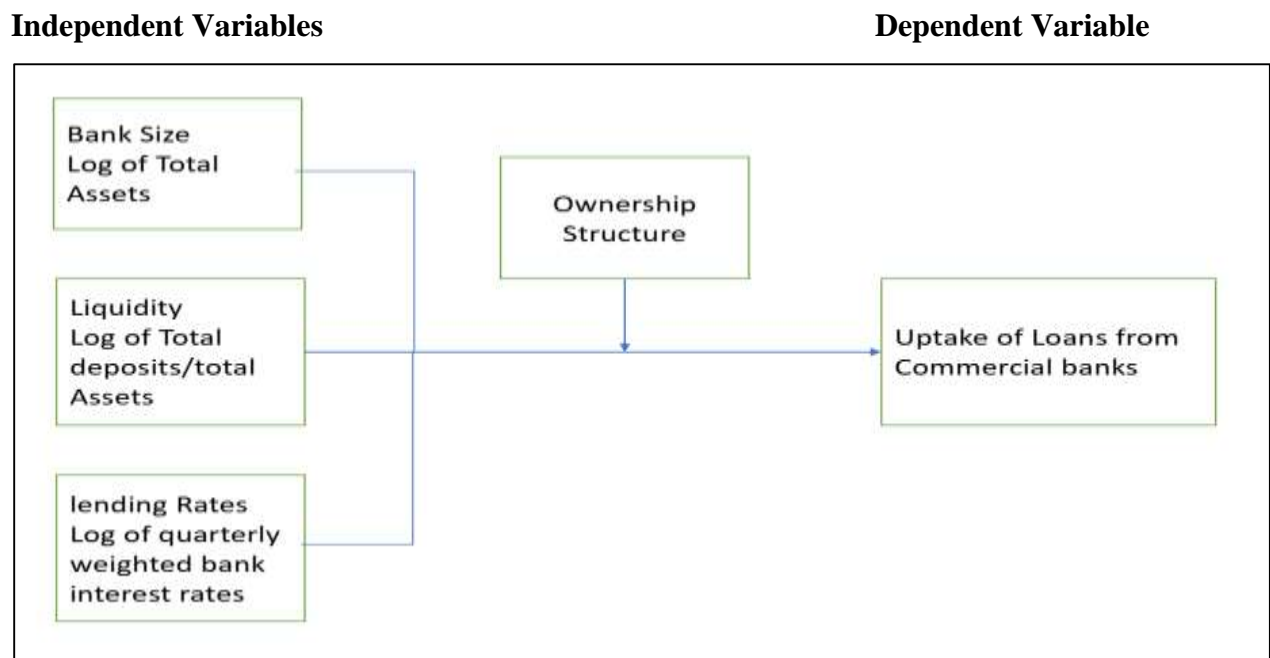 Independent Variables
Dependent Variable
Bank Size
Log of Total
Assets
Ownership
Structure
Liquidity
Log of Total
deposits/total
Assets
Uptake of Loans from
Commercial banks
lending Rates
Log of quarterly
weighted bank
interest rates